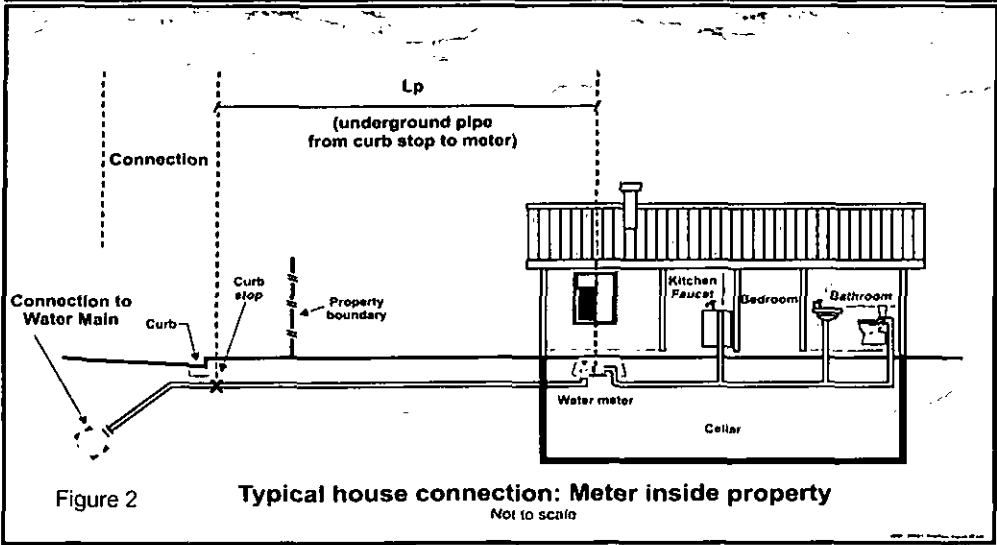 Lp
(underground pipe
from curb stop to meter)
Connection
Connection to
Water Main
Curb
Curb
stop
Property
boundary
Kitchen
Faucet
Bedroom
Bathroom
Water meter
Cellar
Figure 2
Typical house connection: Meter inside property
Not to scale